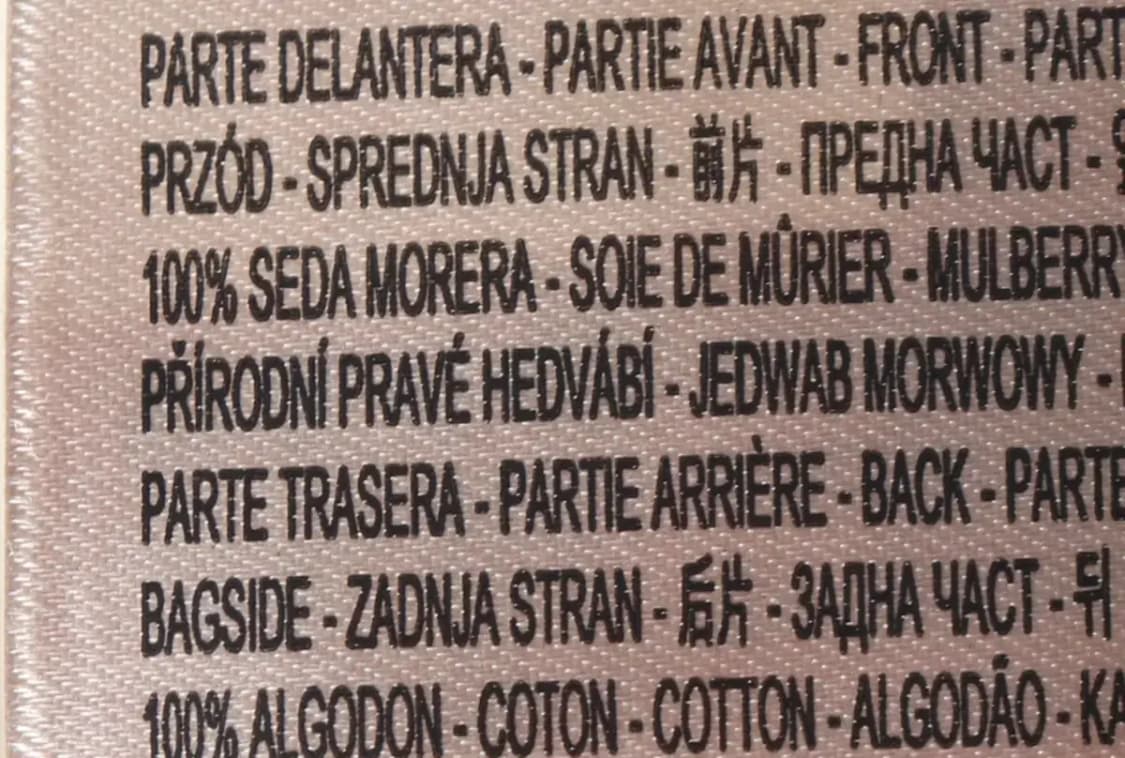 PARTE DELANTERA - PARTIE AVANT - FRONT - PART
PRZÓD - SPREDNJA STRAN - 前片 - ПРЕДНА ЧАСТ -
100% SEDA MORERA - SOIE DE MÛRIER - MULBERRY
PŘÍRODNÍ PRAVÉ HEDVÁBÍ - JEDWAB MORWOWY -
PARTE TRASERA - PARTIE ARRIÈRE - BACK - PARTE
BAGSIDE - ZADNJA STRAN - 后片 - ЗАДНА ЧАСТ - 뒤
100% ALGODON - COTON - COTTON - ALGODÃO - KA